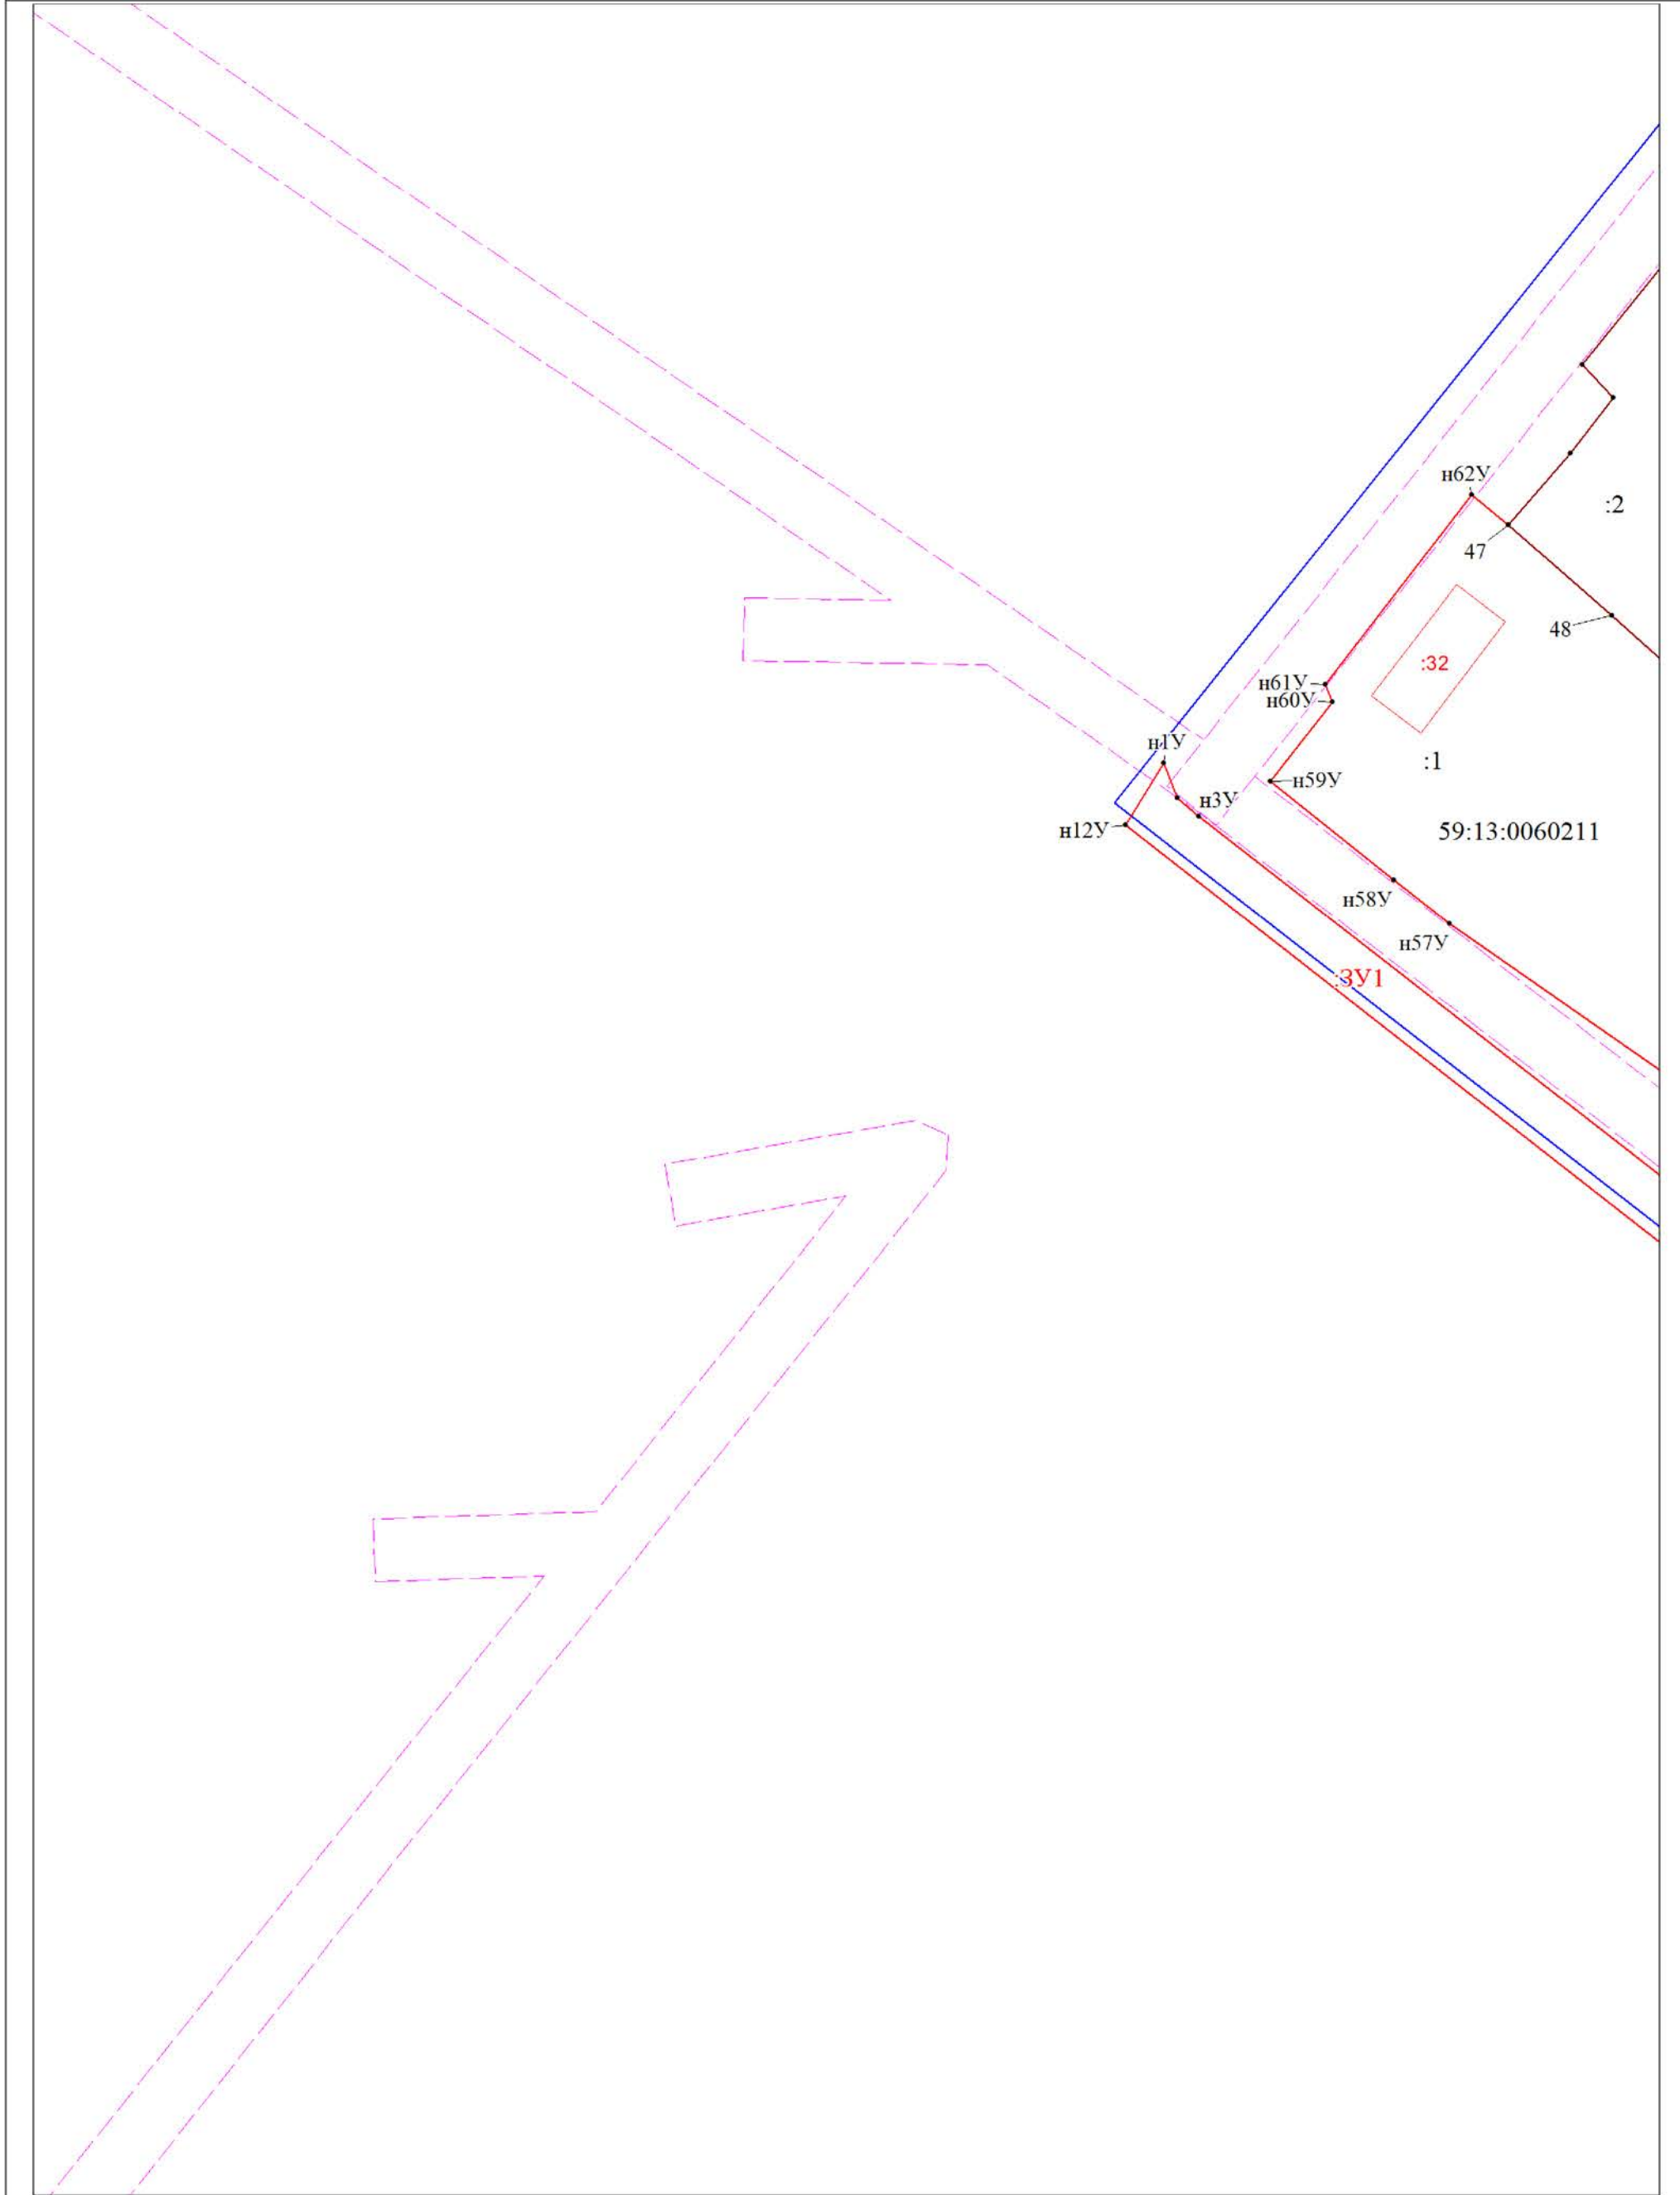 н62У
:2
47
48
:32
н61У
н60У
н1У
:1
н59У
н3У
н12У
59:13:0060211
н58У
н57У
:ЗУ1